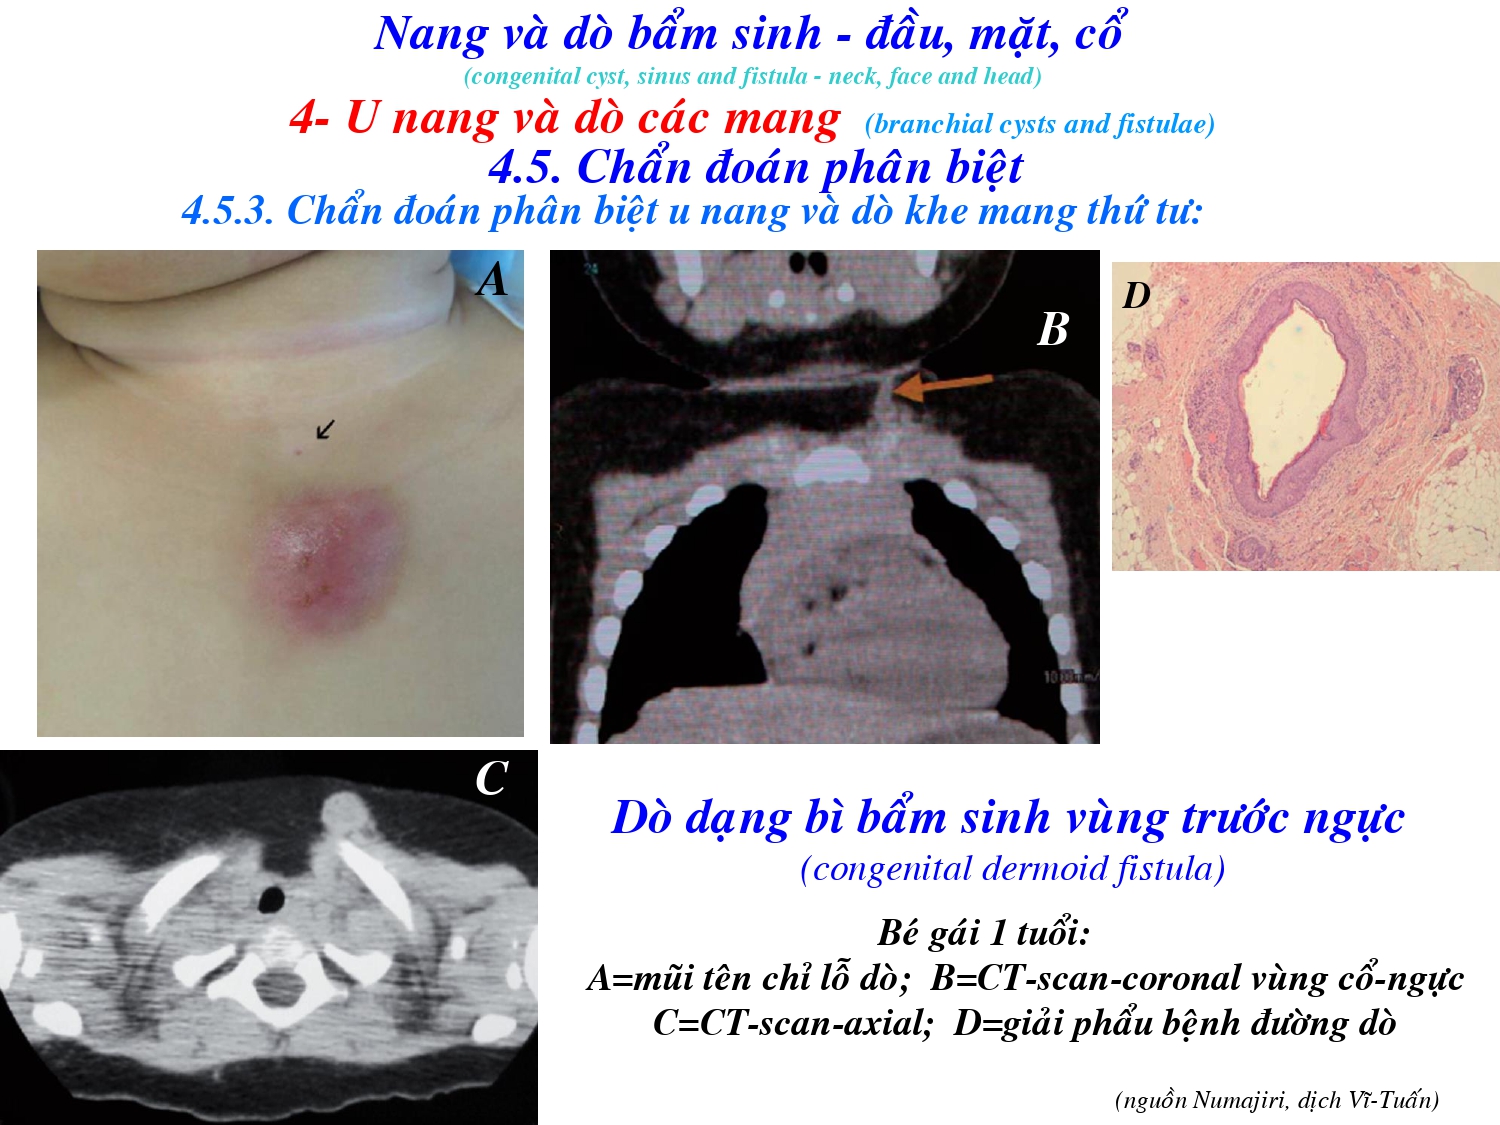 Nang và dò bẩm sinh - đầu, mặt, cổ
(congenital cyst, sinus and fistula - neck, face and head)
4- U nang và dò các mang (branchial cysts and fistulae)
4.5. Chẩn đoán phân biệt
4.5.3. Chẩn đoán phân biệt u nang và dò khe mang thứ tư:
A
24
B
D
C
Dò dạng bì bẩm sinh vùng trước ngực
(congenital dermoid fistula)
Bé gái 1 tuổi:
A=mũi tên chỉ lỗ dò; B=CT-scan-coronal vùng cổ-ngực
C=CT-scan-axial; D=giải phẩu bệnh đường dò
(nguồn Numajiri, dịch Vĩ-Tuấn)